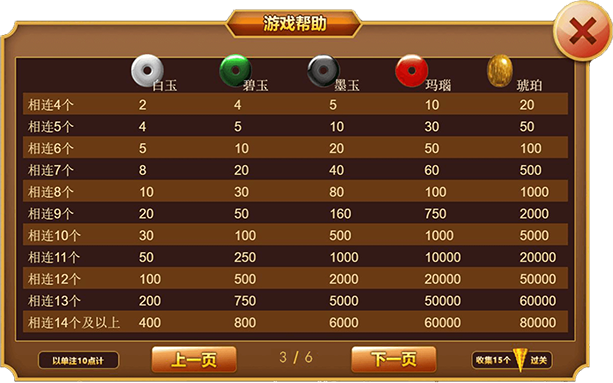 游戏帮助
白玉 碧玉 墨玉 玛瑙 琥珀
相连4个 2 4 5 10 20
相连5个 4 5 10 30 50
相连6个 5 10 20 50 100
相连7个 8 20 40 60 500
相连8个 10 30 80 100 1000
相连9个 20 50 160 750 2000
相连10个 30 100 500 1000 5000
相连11个 50 250 1000 10000 20000
相连12个 100 500 2000 20000 50000
相连13个 200 750 5000 50000 60000
相连14个及以上 400 800 6000 60000 80000
以单注10点计 上一页 3 / 6 下一页 收集15个 过关